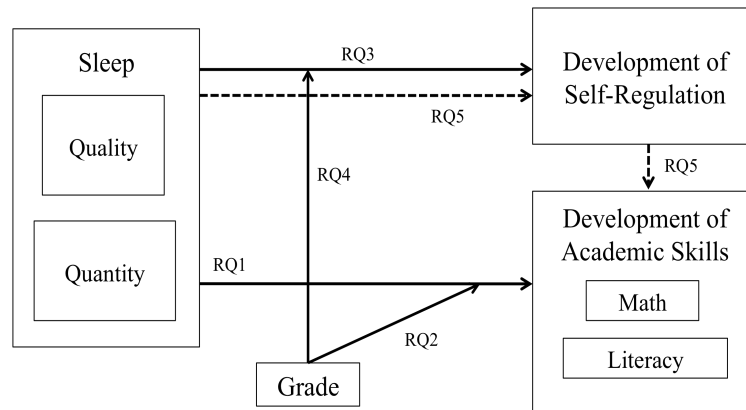 Sleep
Quality
Quantity
RQ3
RQ5
RQ4
RQ1
RQ2
Grade
Development of
Self-Regulation
RQ5
Development of
Academic Skills
Math
Literacy